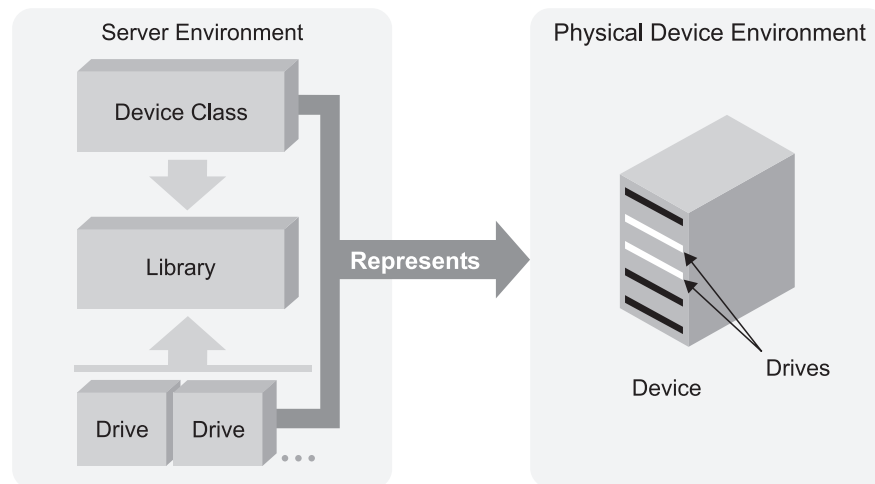 Server Environment
Device Class
Library
Drive
Drive
...
Represents
Physical Device Environment
Device
Drives